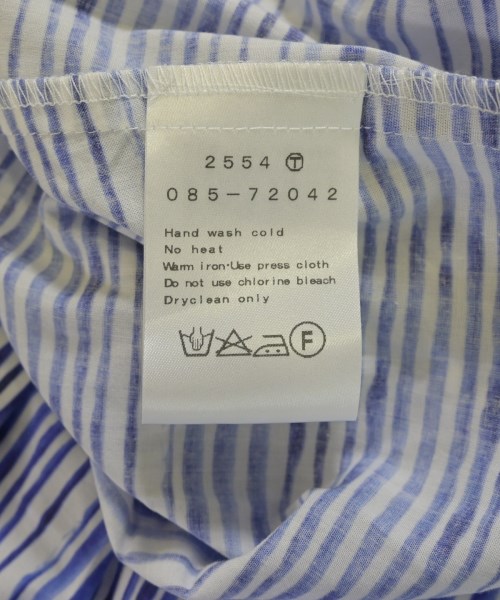 2554 Ⓣ
085-72042
Hand wash cold
No heat
Warm iron·Use press cloth
Do not use chlorine bleach
Dryclean only
F